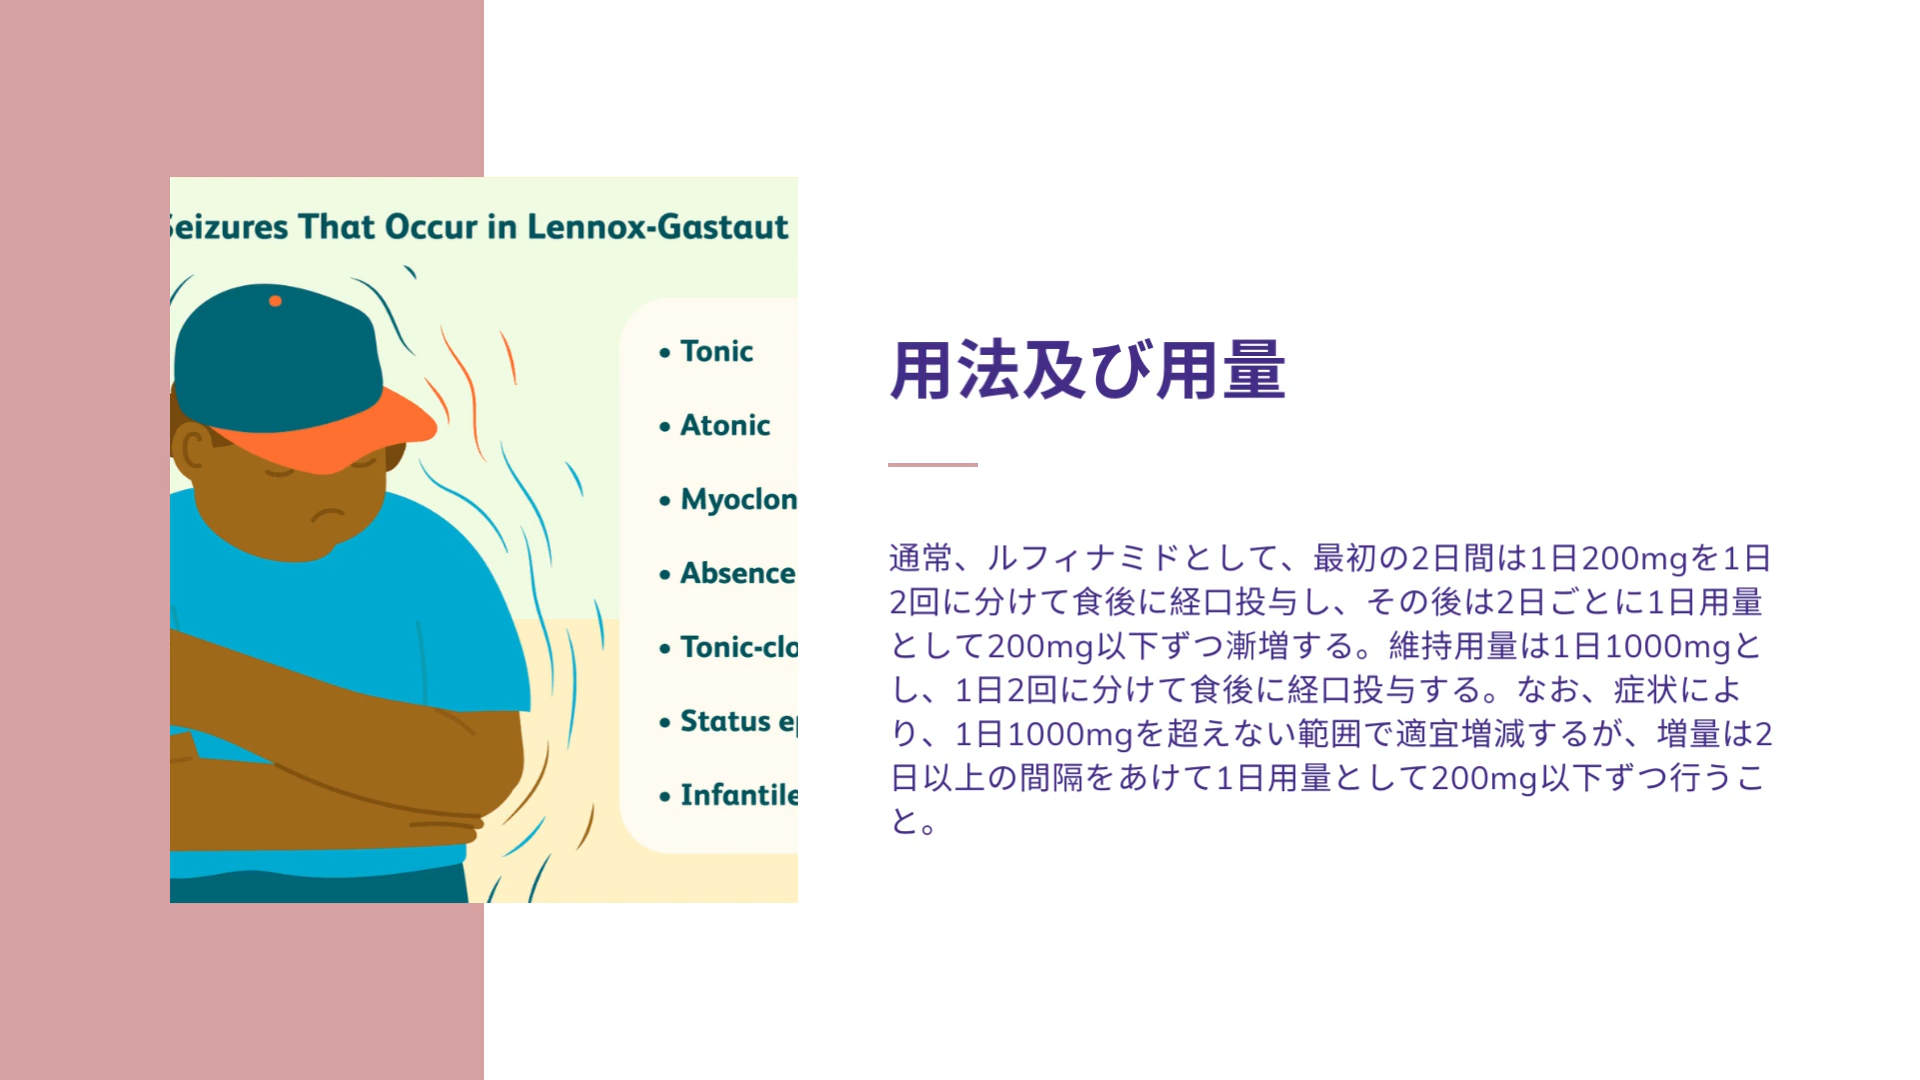 Seizures That Occur in Lennox-Gastaut
• Tonic
• Atonic
• Myoclon
• Absence
• Tonic-clo
• Status ep
• Infantile
用法及び用量
通常、ルフィナミドとして、最初の2日間は1日200mgを1日
2回に分けて食後に経口投与し、その後は2日ごとに1日用量
として200mg以下ずつ漸増する。維持用量は1日1000mgと
し、1日2回に分けて食後に経口投与する。なお、症状によ
り、1日1000mgを超えない範囲で適宜増減するが、増量は2
日以上の間隔をあけて1日用量として200mg以下ずつ行うこ
と。